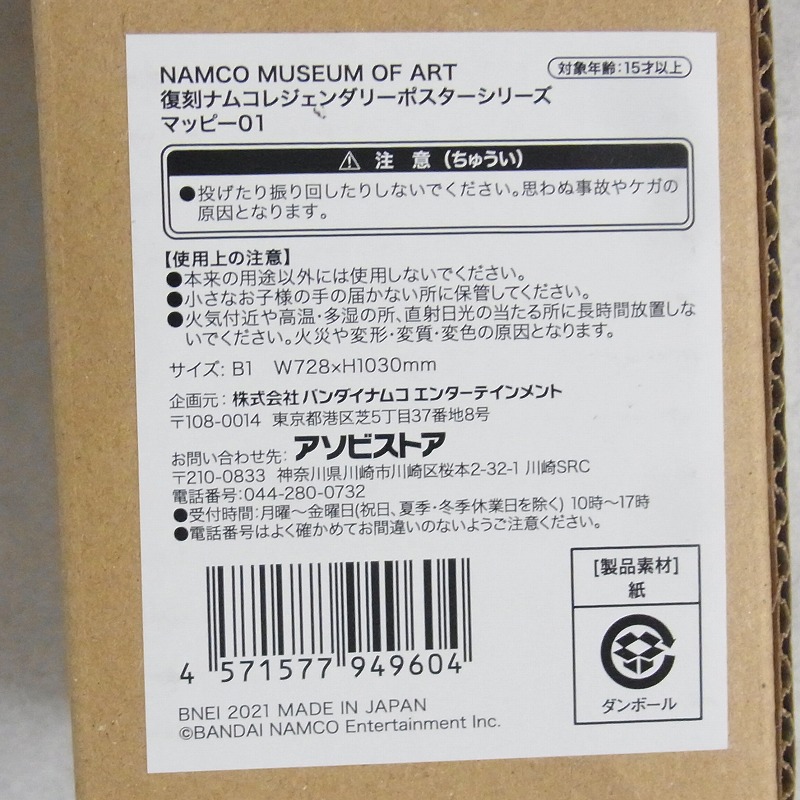 NAMCO MUSEUM OF ART
対象年齢:15才以上
復刻ナムコレジェンダリーポスターシリーズ
マッピー01
⚠ 注 意 (ちゅうい)
●投げたり振り回したりしないでください。思わぬ事故やケガの
原因となります。
【使用上の注意】
●本来の用途以外には使用しないでください。
●小さなお子様の手の届かない所に保管してください。
●火気付近や高温・多湿の所、直射日光の当たる所に長時間放置しな
いでください。火災や変形・変質・変色の原因となります。
サイズ: B1 W728×H1030mm
企画元: 株式会社 バンダイナムコ エンターテインメント
〒108-0014 東京都港区芝5丁目37番地8号
お問い合わせ先: アソビストア
〒210-0833 神奈川県川崎市川崎区桜本2-32-1 川崎SRC
電話番号:044-280-0732
●受付時間:月曜~金曜日(祝日、夏季・冬季休業日を除く) 10時~17時
●電話番号はよく確かめてお間違いのないようご注意ください。
[製品素材]
紙
ダンボール
4 571577 949604
BNEI 2021 MADE IN JAPAN
©BANDAI NAMCO Entertainment Inc.